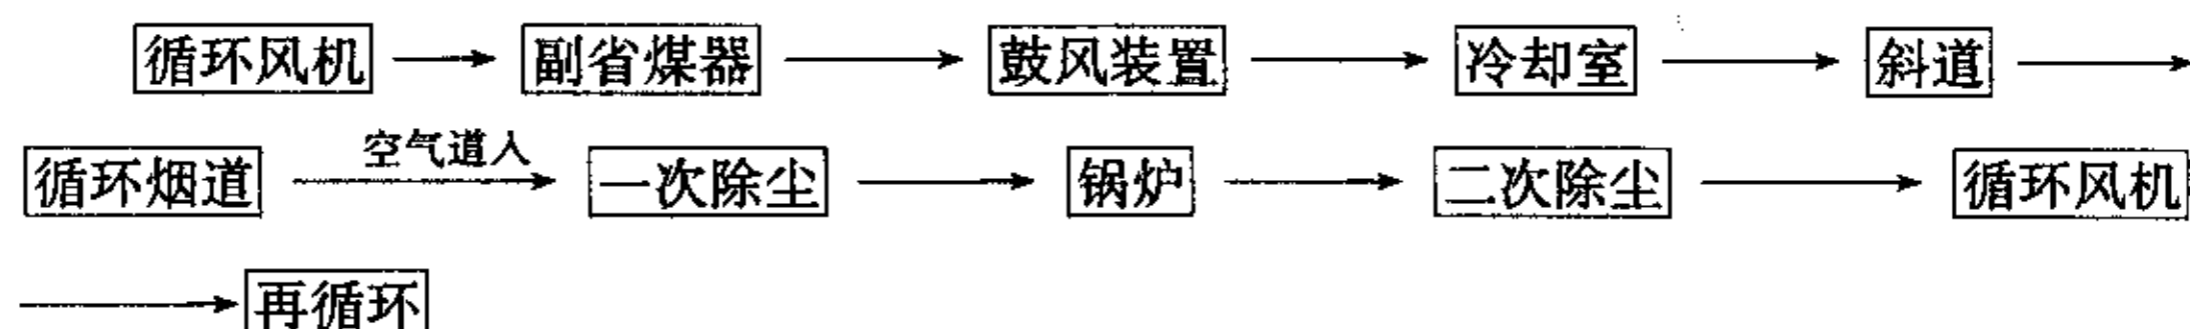 循环风机 → 副省煤器 → 鼓风装置 → 冷却室 → 斜道 →
空气道入
循环烟道 → 一次除尘 → 锅炉 → 二次除尘 → 循环风机
→ 再循环